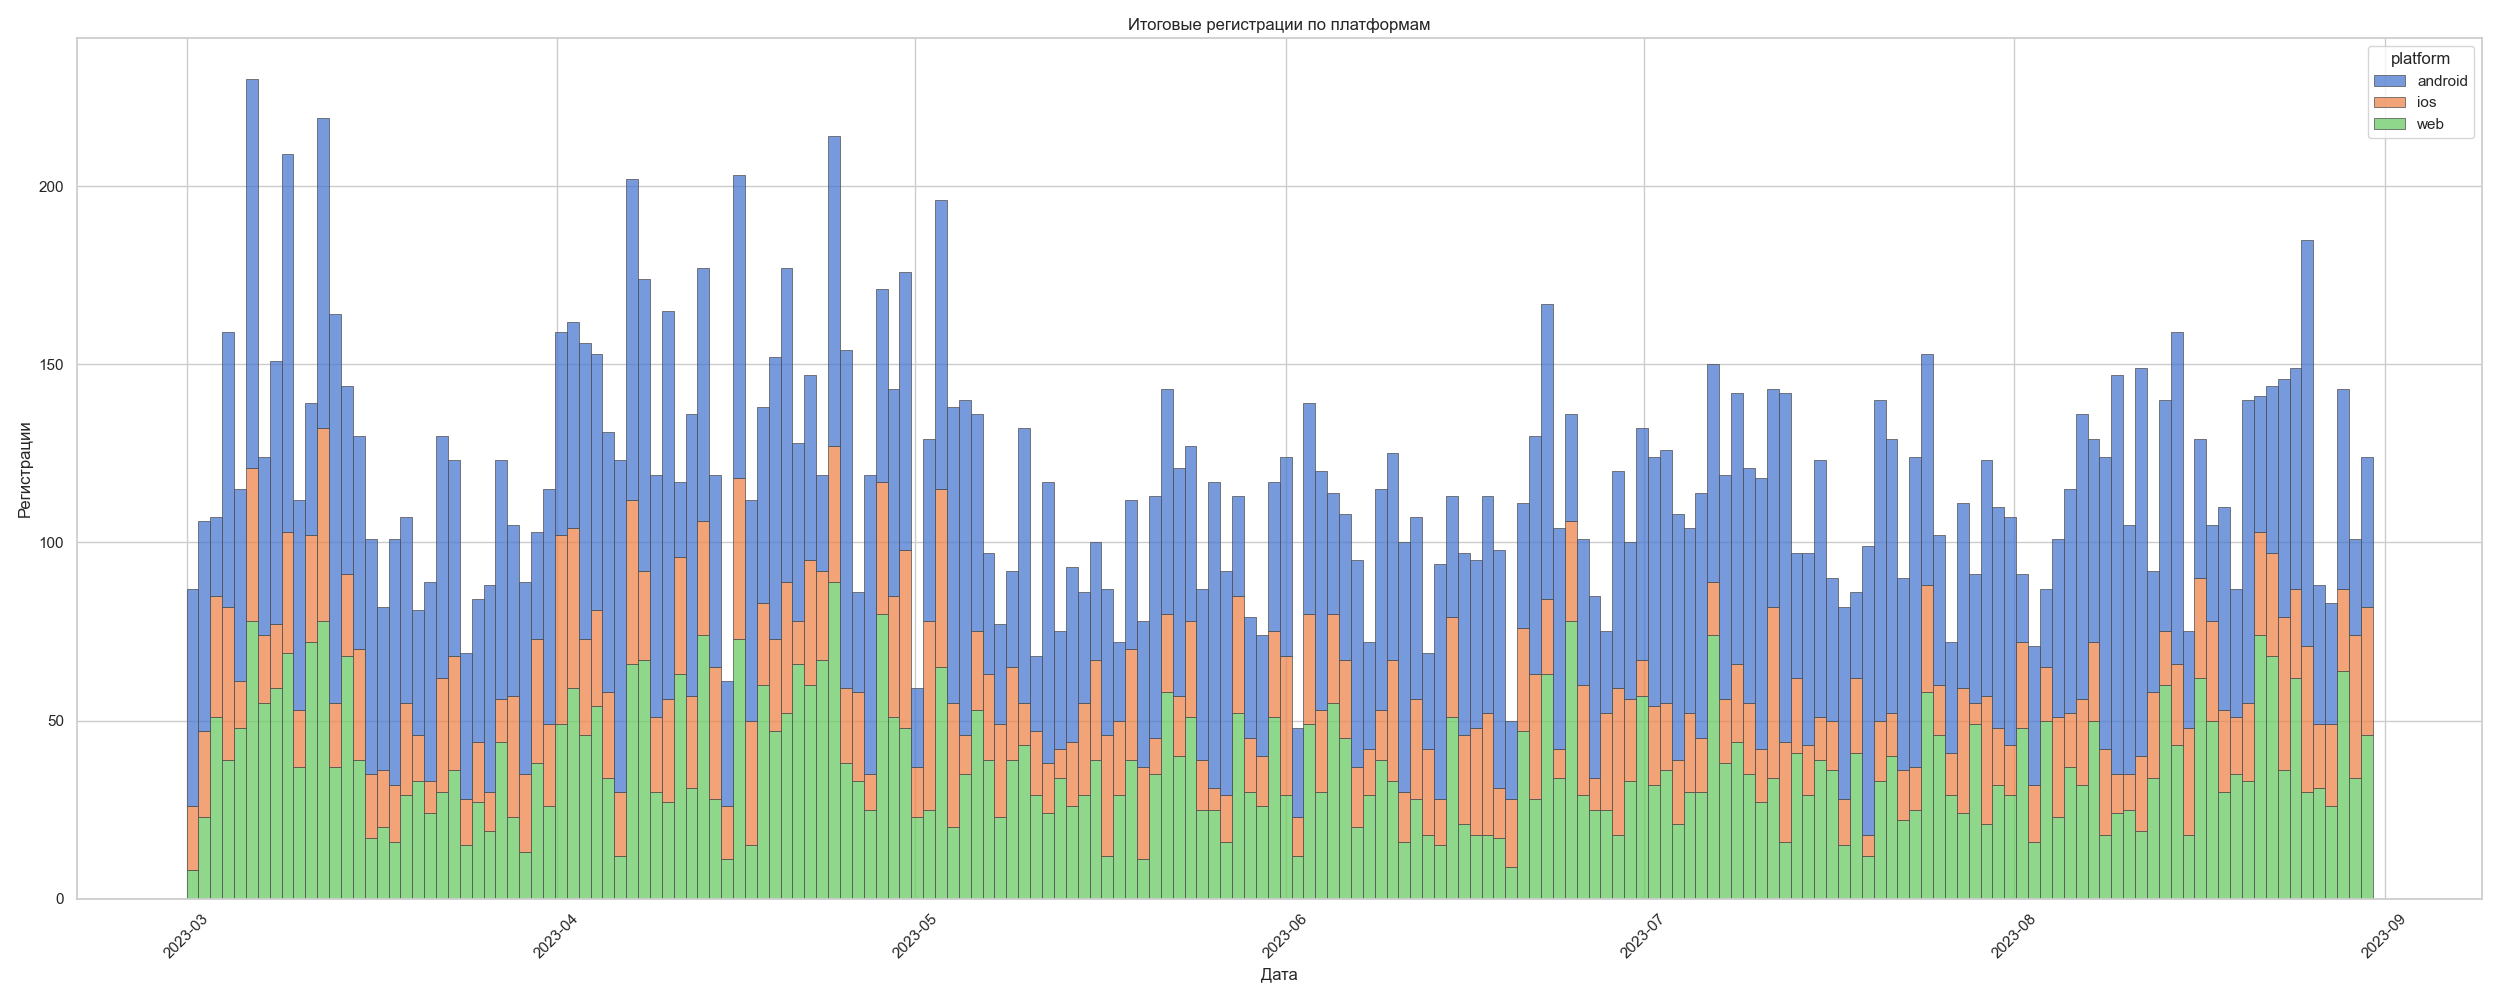 Итоговые регистрации по платформам
platform
android
ios
web
Регистрации
200
150
100
50
0
2023-03
2023-04
2023-05
2023-06
2023-07
2023-08
2023-09
Дата